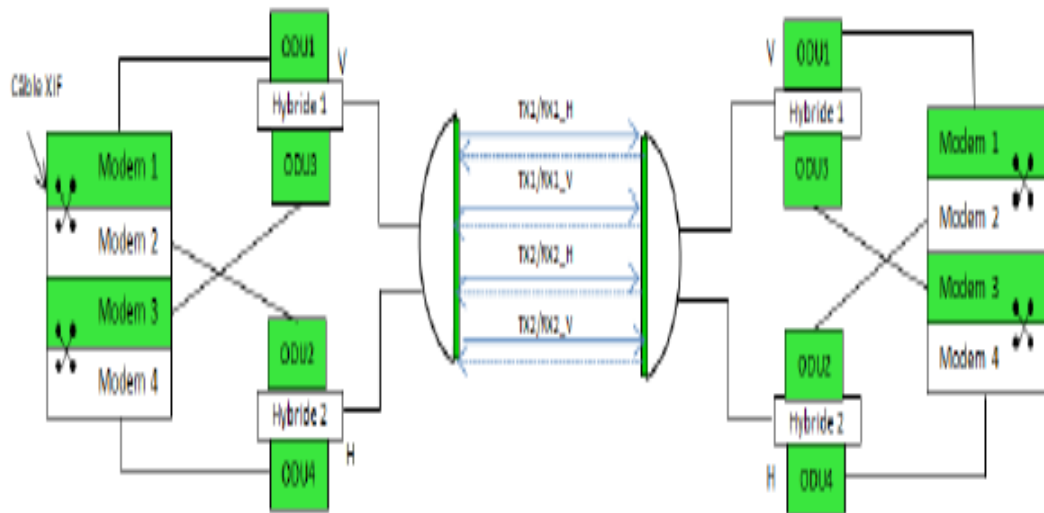 ODU1
V
Hybride 1
ODU3
Câble XIF
Modem 1
Modem 2
Modem 3
Modem 4
ODU2
Hybride 2
H
ODU4
TX1/RX1_H
TX1/RX1_V
TX2/RX2_H
TX2/RX2_V
V
ODU1
Hybride 1
ODU3
Modem 1
Modem 2
Modem 3
Modem 4
ODU2
Hybride 2
H
ODU4